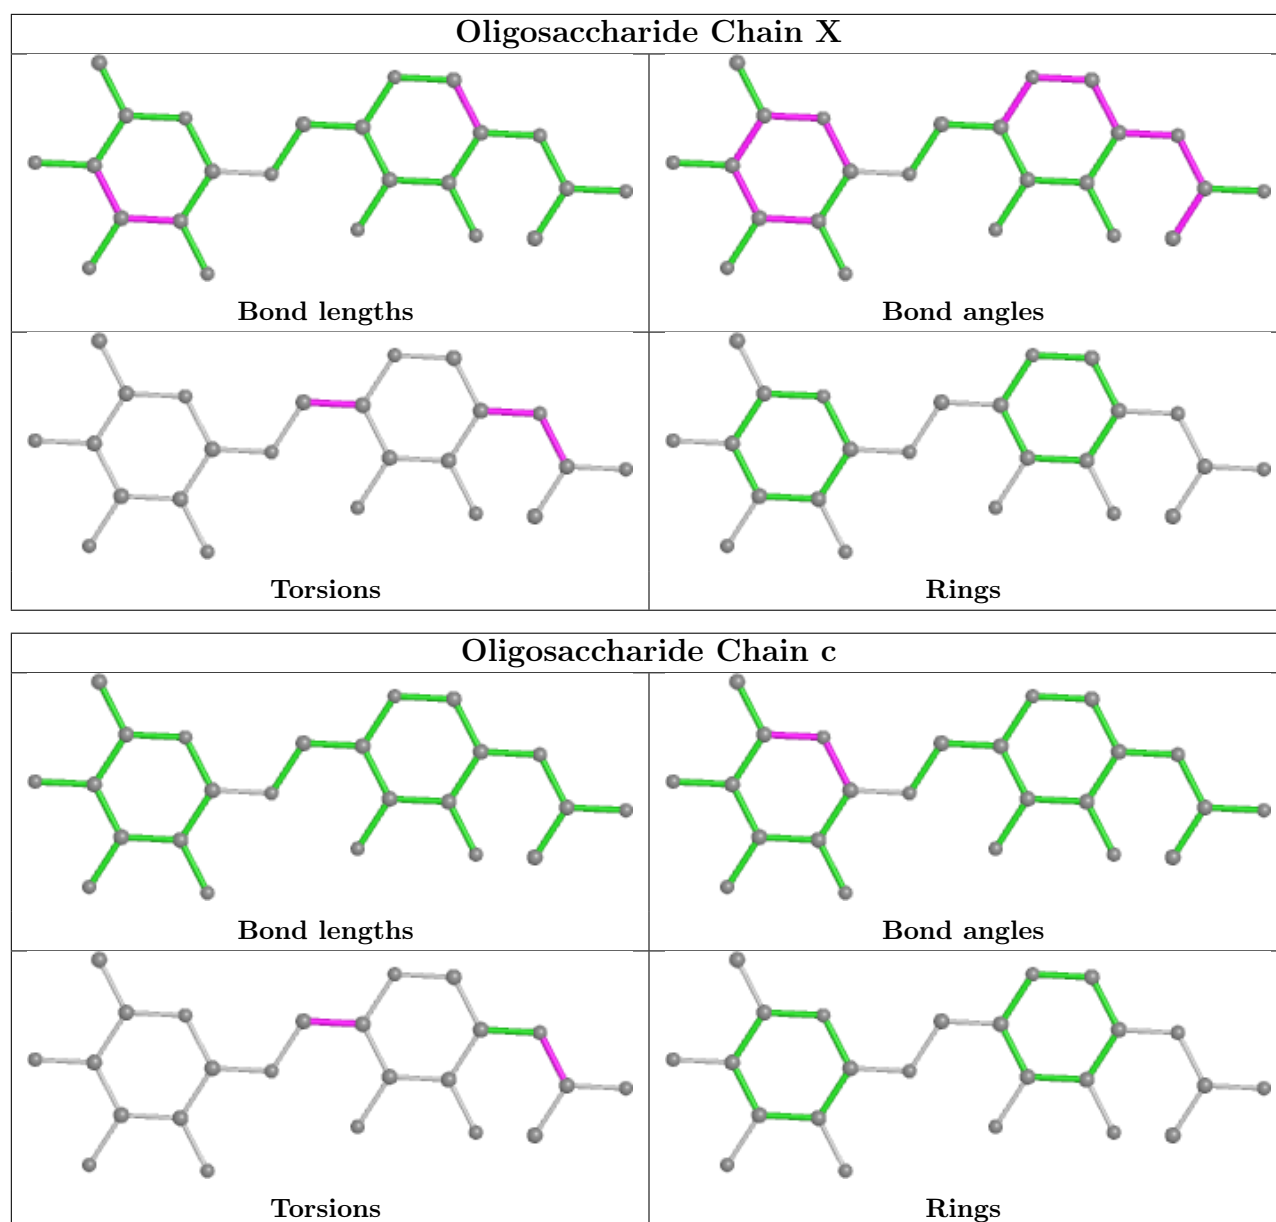 Oligosaccharide Chain X
Bond lengths
Bond angles
Torsions
Rings
Oligosaccharide Chain c
Bond lengths
Bond angles
Torsions
Rings